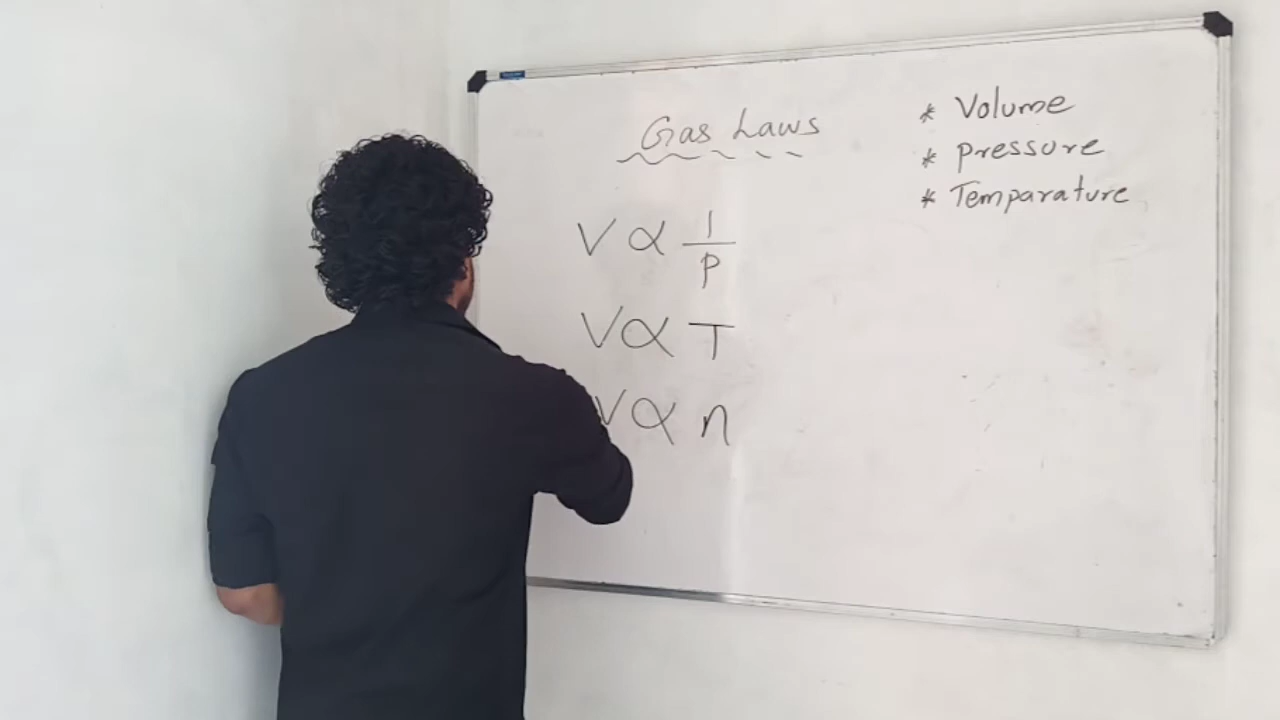 Gas Laws
V ∝ 1/P
V ∝ T
V ∝ n
* Volume
* Pressure
* Temparature